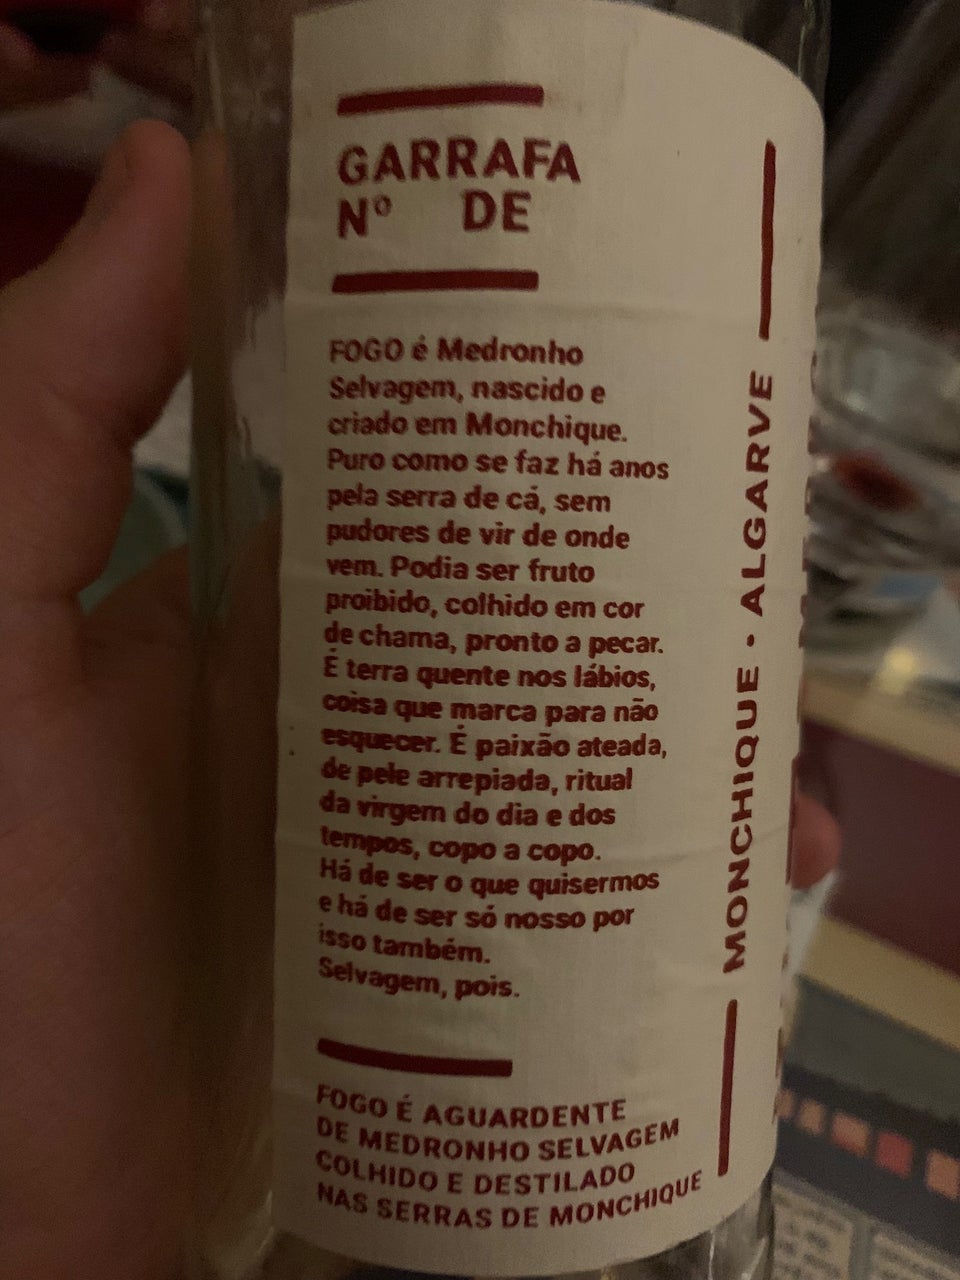 GARRAFA
Nº DE
FOGO é Medronho
Selvagem, nascido e
criado em Monchique.
Puro como se faz há anos
pela serra de cá, sem
pudores de vir de onde
vem. Podia ser fruto
proibido, colhido em cor
de chama, pronto a pecar.
É terra quente nos lábios,
coisa que marca para não
esquecer. É paixão ateada,
de pele arrepiada, ritual
da virgem do dia e dos
tempos, copo a copo.
Há de ser o que quisermos
e há de ser só nosso por
isso também.
Selvagem, pois.
FOGO É AGUARDENTE
DE MEDRONHO SELVAGEM
COLHIDO E DESTILADO
NAS SERRAS DE MONCHIQUE
MONCHIQUE · ALGARVE